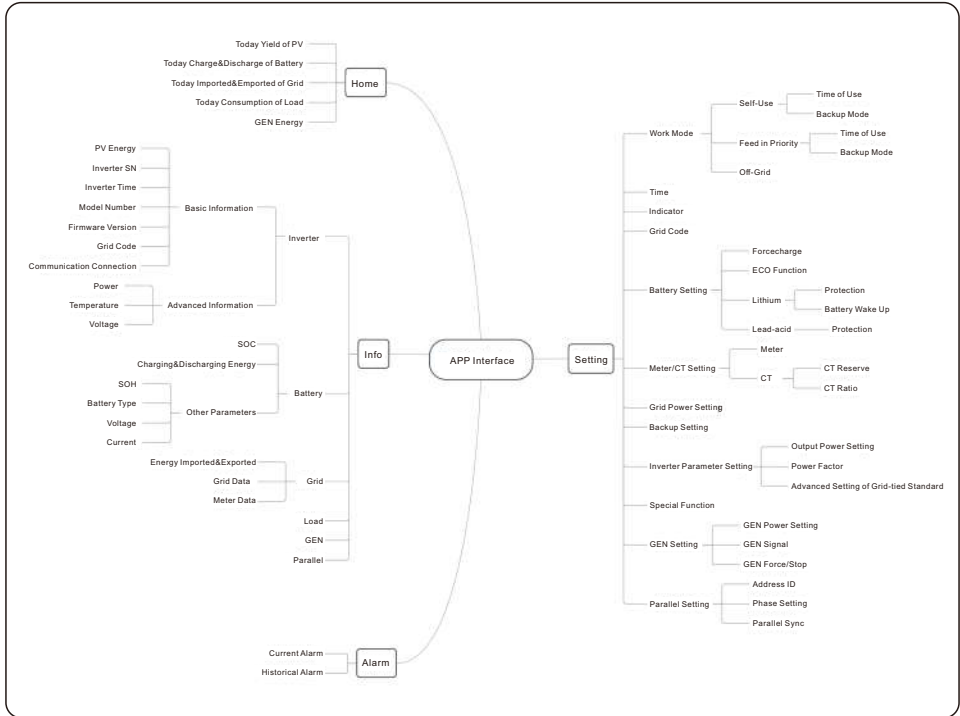 Today Yield of PV
Today Charge&Discharge of Battery
Today Imported&Emported of Grid
Today Consumption of Load
GEN Energy
Home
PV Energy
Inverter SN
Inverter Time
Model Number
Firmware Version
Grid Code
Communication Connection
Basic Information
Power
Temperature
Voltage
Advanced Information
Inverter
SOC
Charging&Discharging Energy
SOH
Battery Type
Voltage
Current
Other Parameters
Battery
Energy Imported&Exported
Grid Data
Meter Data
Grid
Load
GEN
Parallel
Info
Current Alarm
Historical Alarm
Alarm
APP Interface
Setting
Work Mode
Self-Use
Time of Use
Backup Mode
Feed in Priority
Time of Use
Backup Mode
Off-Grid
Time
Indicator
Grid Code
Battery Setting
Forcecharge
ECO Function
Lithium
Protection
Battery Wake Up
Lead-acid
Protection
Meter/CT Setting
Meter
CT
CT Reserve
CT Ratio
Grid Power Setting
Backup Setting
Inverter Parameter Setting
Output Power Setting
Power Factor
Advanced Setting of Grid-tied Standard
Special Function
GEN Setting
GEN Power Setting
GEN Signal
GEN Force/Stop
Parallel Setting
Address ID
Phase Setting
Parallel Sync